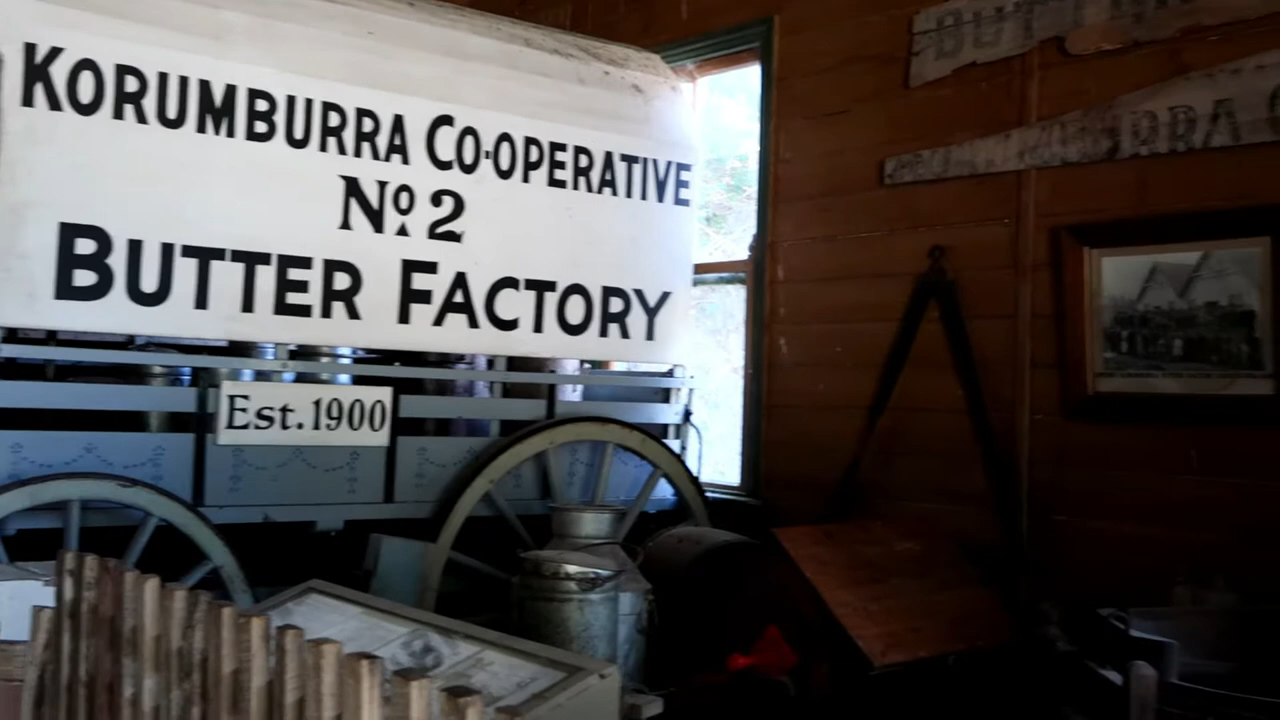 KORUMBURRA CO-OPERATIVE
No. 2
BUTTER FACTORY
Est. 1900